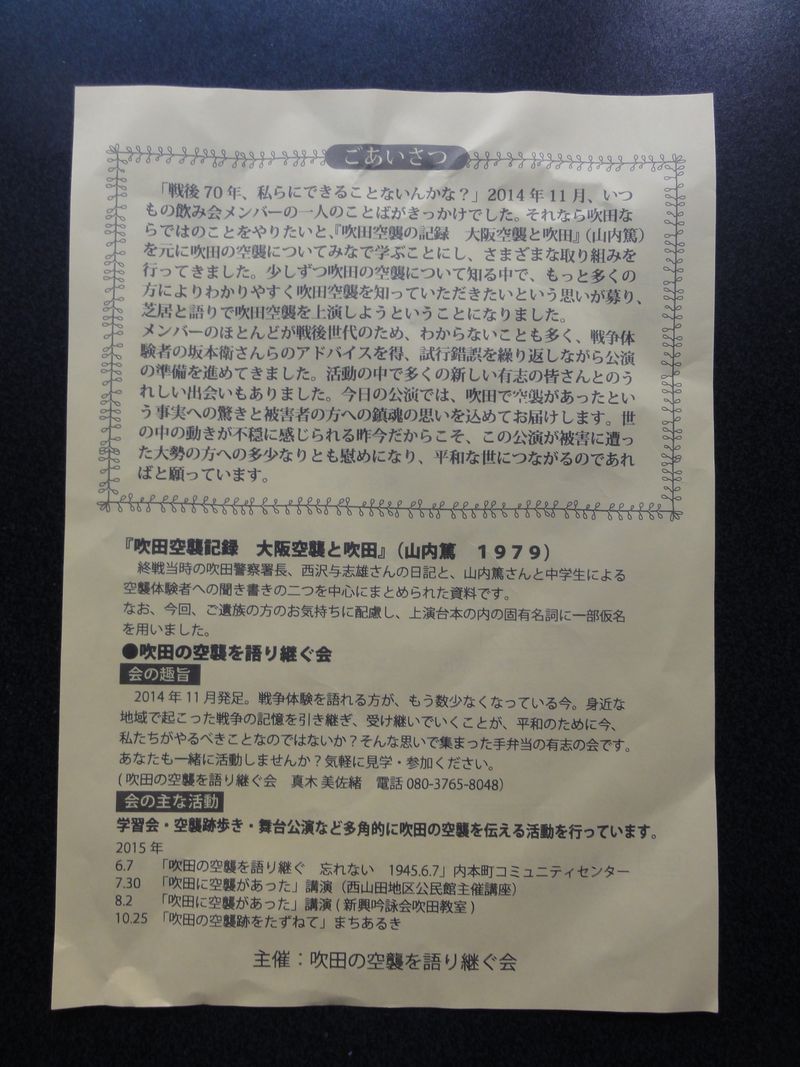 ごあいさつ
「戦後70年、私らにできることないんかな？」2014年11月、いつ
もの飲み会メンバーの一人のことばがきっかけでした。それなら吹田な
らではのことをやりたいと、『吹田空襲の記録　大阪空襲と吹田』（山内篤）
を元に吹田の空襲についてみなで学ぶことにし、さまざまな取り組みを
行ってきました。少しずつ吹田の空襲について知る中で、もっと多くの
方によりわかりやすく吹田空襲を知っていただきたいという思いが募り、
芝居と語りで吹田空襲を上演しようということになりました。
メンバーのほとんどが戦後世代のため、わからないことも多く、戦争体
験者の坂本衛さんらのアドバイスを得、試行錯誤を繰り返しながら公演
の準備を進めてきました。活動の中で多くの新しい有志の皆さんとのう
れしい出会いもありました。今日の公演では、吹田で空襲があったとい
う事実への驚きと被害者の方への鎮魂の思いを込めてお届けします。世
の中の動きが不穏に感じられる昨今だからこそ、この公演が被害に遭っ
た大勢の方への多少なりとも慰めになり、平和な世につながるのであれ
ばと願っています。
『吹田空襲記録　大阪空襲と吹田』（山内篤　１９７９）
終戦当時の吹田警察署長、西沢与志雄さんの日記と、山内篤さんと中学生による
空襲体験者への聞き書きの二つを中心にまとめられた資料です。
なお、今回、ご遺族の方のお気持ちに配慮し、上演台本の内の固有名詞に一部仮名
を用いました。
●吹田の空襲を語り継ぐ会
会の趣旨
2014年11月発足。戦争体験を語れる方が、もう数少なくなっている今。身近な
地域で起こった戦争の記憶を引き継ぎ、受け継いでいくことが、平和のために今、
私たちがやるべきことなのではないか？そんな思いで集まった手弁当の有志の会です。
あなたも一緒に活動しませんか？気軽に見学・参加ください。
(吹田の空襲を語り継ぐ会　真木 美佐緒　電話 080-3765-8048）
会の主な活動
学習会・空襲跡歩き・舞台公演など多角的に吹田の空襲を伝える活動を行っています。
2015年
6.7　「吹田の空襲を語り継ぐ　忘れない　1945.6.7」内本町コミュニティセンター
7.30　「吹田に空襲があった」講演（西山田地区公民館主催講座）
8.2　「吹田に空襲があった」講演 ( 新興吟詠会吹田教室 )
10.25　「吹田の空襲跡をたずねて」まちあるき
主催：吹田の空襲を語り継ぐ会